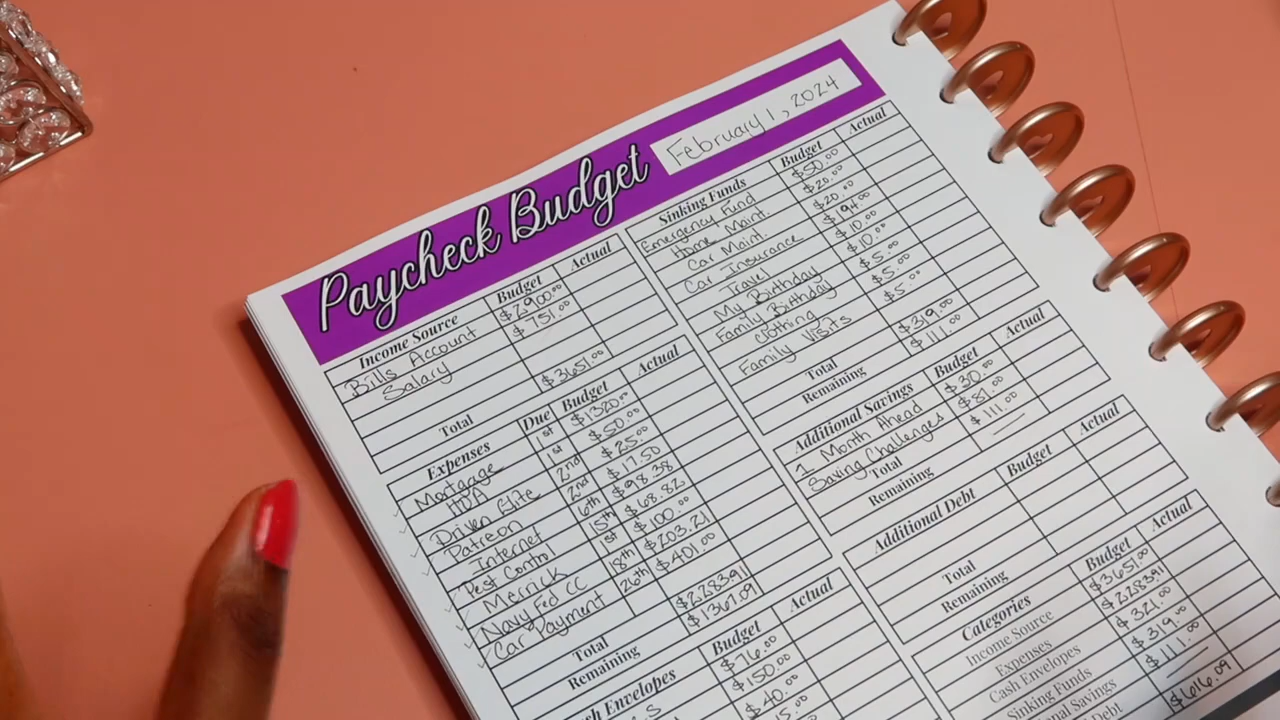 Paycheck Budget
February 1, 2024
Income Source Budget Actual
Bills Account $2900.00
Salary $751.00
Total $3651.00
Expenses Due Budget Actual
Mortgage 1st $1320.00
HOA 1st $50.00
Driven Elite 2nd $25.00
Patreon 2nd $17.50
Internet 6th $98.38
Pest Control 15th $68.82
Merrick 1st $100.00
Navy Fed CC 18th $203.21
Car Payment 26th $401.00
Total $2283.91
Remaining $1367.09
Envelopes Budget Actual
$76.00
$150.00
$40.00
Sinking Funds Budget Actual
Emergency Fund $50.00
Home Maint. $20.00
Car Maint. $20.00
Car Insurance $194.00
Travel $10.00
My Birthday $10.00
Family Birthday $5.00
Clothing $5.00
Family Visits $5.00
Total $319.00
Remaining $111.00
Additional Savings Budget Actual
1 Month Ahead $30.00
Saving Challenges $81.00
Total $111.00
Remaining —
Additional Debt Budget Actual
Total
Remaining
Categories Budget Actual
Income Source $3651.00
Expenses $2283.91
Cash Envelopes $321.00
Sinking Funds $319.00
Savings $111.00
Debt —
$616.09